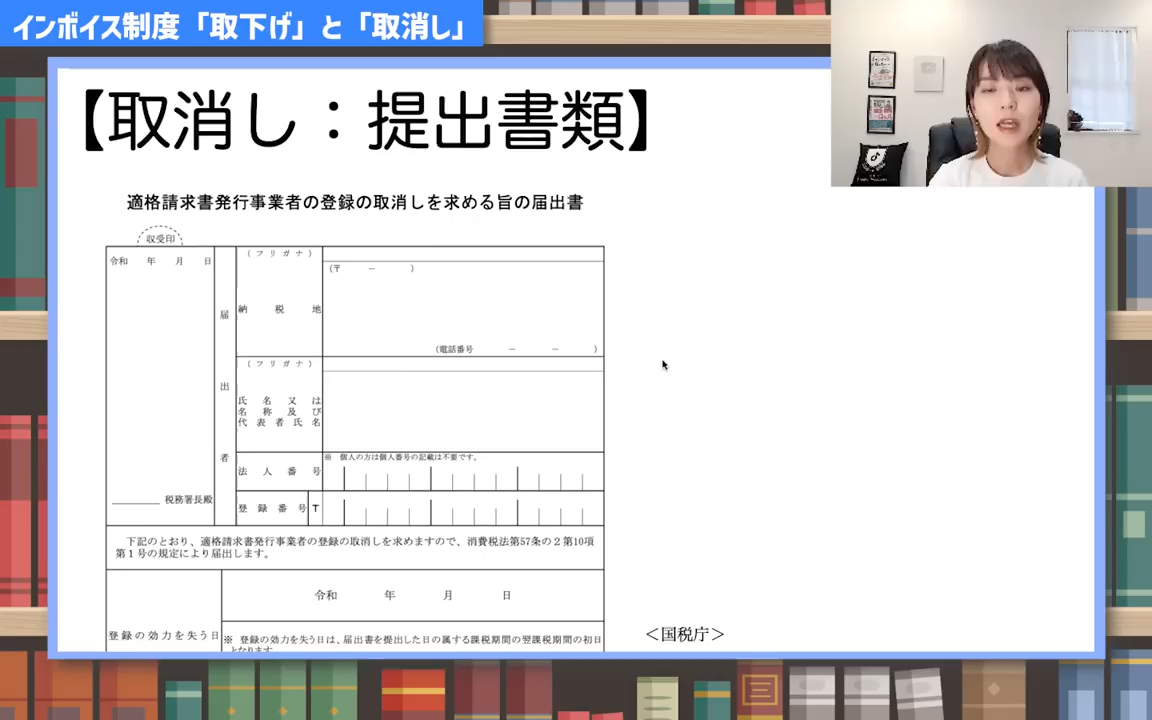 インボイス制度「取下げ」と「取消し」
【取消し：提出書類】
適格請求書発行事業者の登録の取消しを求める旨の届出書
収受印
令和 年 月 日
税務署長殿
届出者
(フリガナ)
納税地
(〒 － )
(電話番号 － － )
(フリガナ)
氏名又は
名称及び
代表者氏名
法人番号
※ 個人の方は個人番号の記載は不要です。
登録番号 T
下記のとおり、適格請求書発行事業者の登録の取消しを求めますので、消費税法第57条の２第10項
第１号の規定により届出します。
登録の効力を失う日
令和 年 月 日
※ 登録の効力を失う日は、届出書を提出した日の属する課税期間の翌課税期間の初日
となります
＜国税庁＞